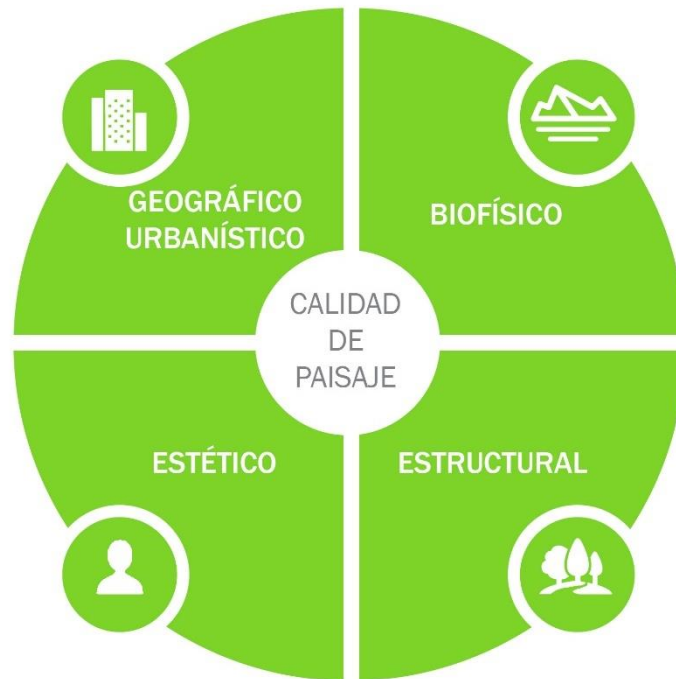 GEOGRÁFICO
URBANÍSTICO
BIOFÍSICO
CALIDAD
DE
PAISAJE
ESTÉTICO
ESTRUCTURAL